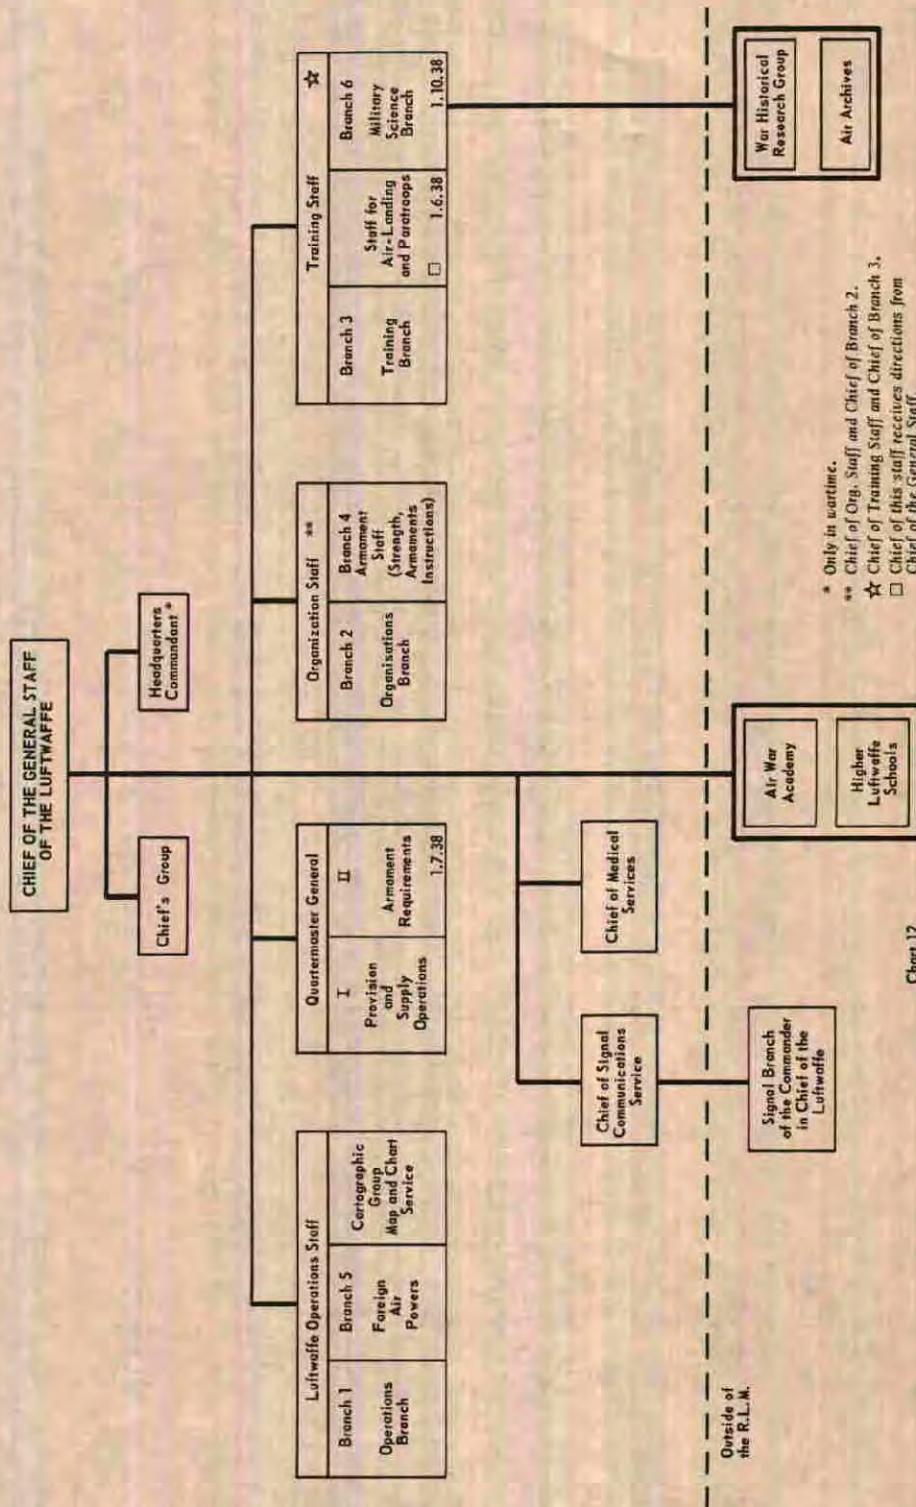 CHIEF OF THE GENERAL STAFF
OF THE LUFTWAFFE
Chief's Group
Headquarters
Commandant *
Luftwaffe Operations Staff
Branch 1
Operations
Branch
Branch 5
Foreign
Air
Powers
Cartographic
Group
Map and Chart
Service
Quartermaster General
I
Provision
and
Supply
Operations
II
Armament
Requirements
1.7.38
Organization Staff **
Branch 2
Organisations
Branch
Branch 4
Armament
Staff
(Strength,
Armaments
Instructions)
Training Staff ☆
Branch 3
Training
Branch
Staff for
Air-Landing
and Paratroops
□ 1.6.38
Branch 6
Military
Science
Branch
1.10.38
Chief of Signal
Communications
Service
Chief of Medical
Services
Outside of
the R.L.M.
Signal Branch
of the Commander
in Chief of the
Luftwaffe
Air War
Academy
Higher
Luftwaffe
Schools
War Historical
Research Group
Air Archives
* Only in wartime.
** Chief of Org. Staff and Chief of Branch 2.
☆ Chief of Training Staff and Chief of Branch 3.
□ Chief of this staff receives directions from
Chief of the General Staff
Chart 12